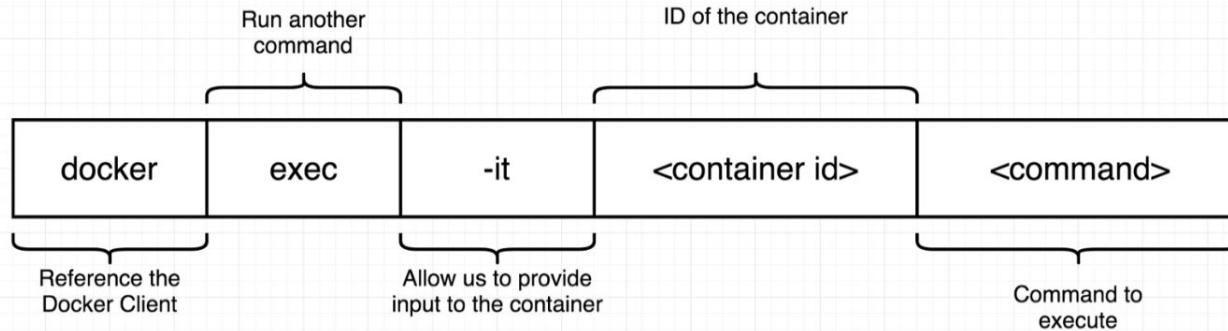 Run another
command
ID of the container
docker exec -it <container id> <command>
Reference the
Docker Client
Allow us to provide
input to the container
Command to
execute